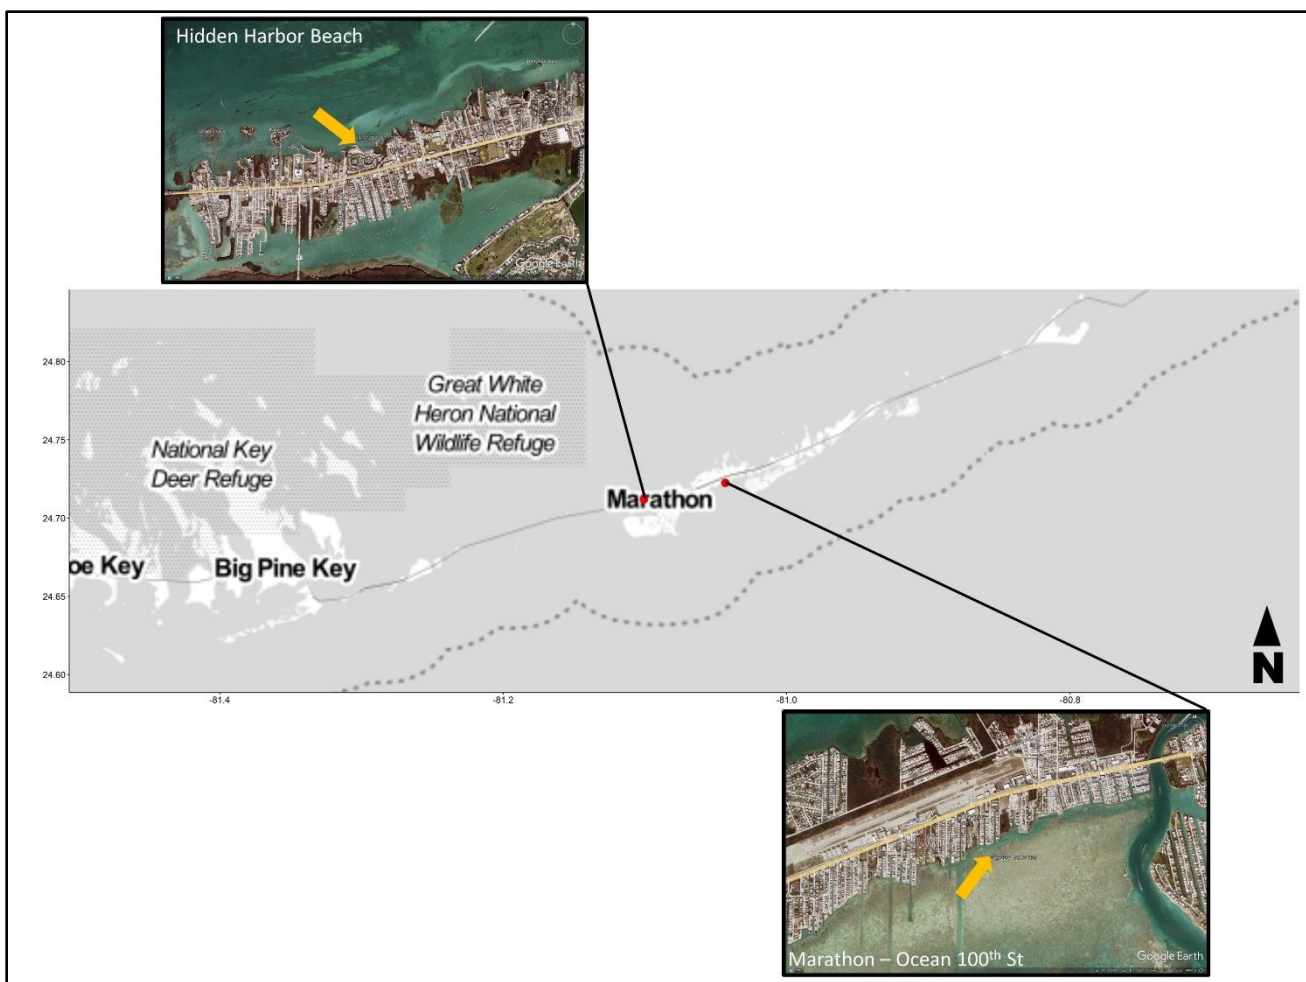 Hidden Harbor Beach
Google Earth
24.80
24.75
24.70
24.65
24.60
Great White
Heron National
Wildlife Refuge
National Key
Deer Refuge
Marathon
oe Key
Big Pine Key
N
-81.4
-81.2
-81.0
-80.8
Marathon – Ocean 100th St
Google Earth